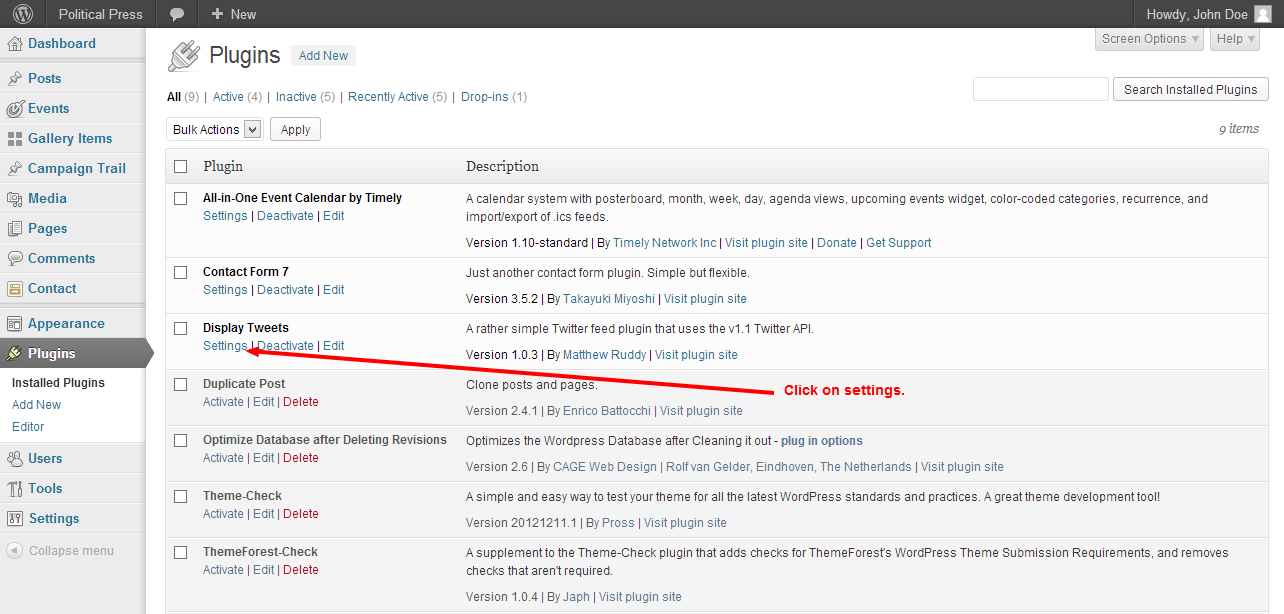 Political Press
+ New
Howdy, John Doe
Screen Options
Help
Dashboard
Posts
Events
Gallery Items
Campaign Trail
Media
Pages
Comments
Contact
Appearance
Plugins
Installed Plugins
Add New
Editor
Users
Tools
Settings
Collapse menu
Plugins Add New
All (9) | Active (4) | Inactive (5) | Recently Active (5) | Drop-ins (1)
Search Installed Plugins
Bulk Actions Apply
9 items
Plugin Description
All-in-One Event Calendar by Timely
Settings | Deactivate | Edit
A calendar system with posterboard, month, week, day, agenda views, upcoming events widget, color-coded categories, recurrence, and
import/export of .ics feeds.
Version 1.10-standard | By Timely Network Inc | Visit plugin site | Donate | Get Support
Contact Form 7
Settings | Deactivate | Edit
Just another contact form plugin. Simple but flexible.
Version 3.5.2 | By Takayuki Miyoshi | Visit plugin site
Display Tweets
Settings | Deactivate | Edit
A rather simple Twitter feed plugin that uses the v1.1 Twitter API.
Version 1.0.3 | By Matthew Ruddy | Visit plugin site
Click on settings.
Duplicate Post
Activate | Edit | Delete
Clone posts and pages.
Version 2.4.1 | By Enrico Battocchi | Visit plugin site
Optimize Database after Deleting Revisions
Activate | Edit | Delete
Optimizes the Wordpress Database after Cleaning it out - plug in options
Version 2.6 | By CAGE Web Design | Rolf van Gelder, Eindhoven, The Netherlands | Visit plugin site
Theme-Check
Activate | Edit | Delete
A simple and easy way to test your theme for all the latest WordPress standards and practices. A great theme development tool!
Version 20121211.1 | By Pross | Visit plugin site
ThemeForest-Check
Activate | Edit | Delete
A supplement to the Theme-Check plugin that adds checks for ThemeForest's WordPress Theme Submission Requirements, and removes
checks that aren't required.
Version 1.0.4 | By Japh | Visit plugin site